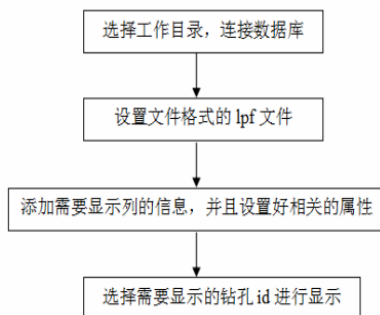 选择工作目录，连接数据库
设置文件格式的 lpf 文件
添加需要显示列的信息，并且设置好相关的属性
选择需要显示的钻孔 id 进行显示